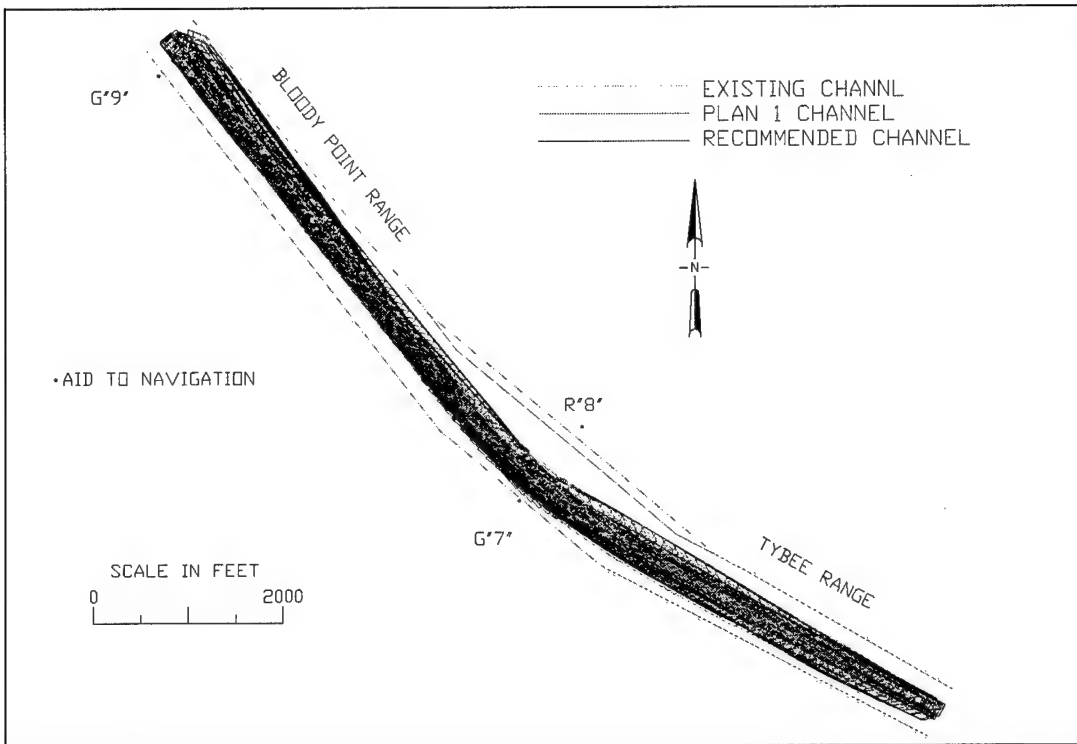 G"9"
BLOODY POINT RANGE
EXISTING CHANNL
PLAN 1 CHANNEL
RECOMMENDED CHANNEL
-N-
•AID TO NAVIGATION
R"8"
G"7"
TYBEE RANGE
SCALE IN FEET
0 2000